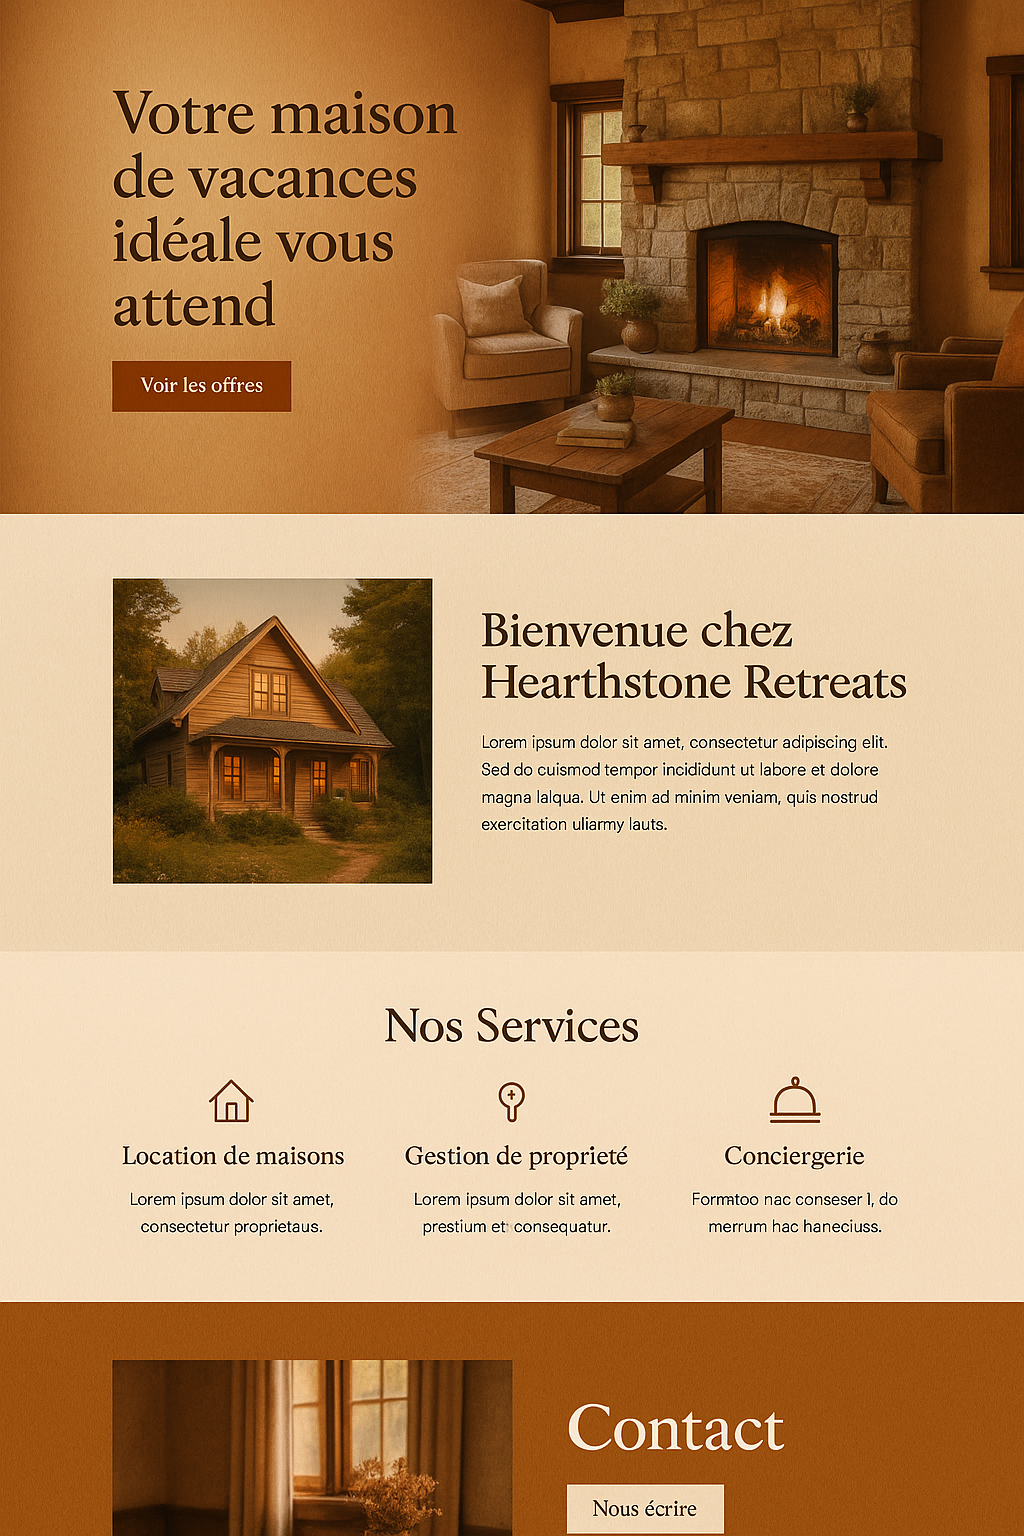 Votre maison
de vacances
idéale vous
attend
Voir les offres
Bienvenue chez
Hearthstone Retreats
Lorem ipsum dolor sit amet, consectetur adipiscing elit.
Sed do cuismod tempor incididunt ut labore et dolore
magna lalqua. Ut enim ad minim veniam, quis nostrud
exercitation uliarmy lauts.
Nos Services
Location de maisons
Lorem ipsum dolor sit amet,
consectetur proprietaus.
Gestion de proprieté
Lorem ipsum dolor sit amet,
prestium et consequatur.
Conciergerie
Formtoo nac conseser l, do
merrum hac haneciuss.
Contact
Nous écrire